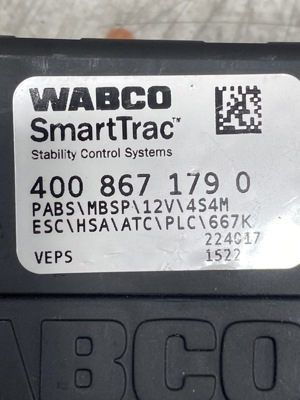 WABCO
SmartTrac™
Stability Control Systems
400 867 179 0
PABS\MBSP\12V\4S4M
ESC\HSA\ATC\PLC\667K
224017
VEPS 1522
WABCO